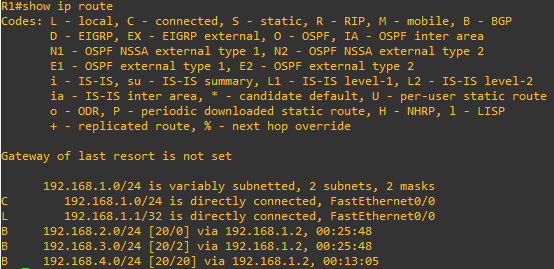 R1#show ip route
Codes: L - local, C - connected, S - static, R - RIP, M - mobile, B - BGP
       D - EIGRP, EX - EIGRP external, O - OSPF, IA - OSPF inter area
       N1 - OSPF NSSA external type 1, N2 - OSPF NSSA external type 2
       E1 - OSPF external type 1, E2 - OSPF external type 2
       i - IS-IS, su - IS-IS summary, L1 - IS-IS level-1, L2 - IS-IS level-2
       ia - IS-IS inter area, * - candidate default, U - per-user static route
       o - ODR, P - periodic downloaded static route, H - NHRP, l - LISP
       + - replicated route, % - next hop override

Gateway of last resort is not set

      192.168.1.0/24 is variably subnetted, 2 subnets, 2 masks
C        192.168.1.0/24 is directly connected, FastEthernet0/0
L        192.168.1.1/32 is directly connected, FastEthernet0/0
B     192.168.2.0/24 [20/0] via 192.168.1.2, 00:25:48
B     192.168.3.0/24 [20/2] via 192.168.1.2, 00:25:48
B     192.168.4.0/24 [20/20] via 192.168.1.2, 00:13:05